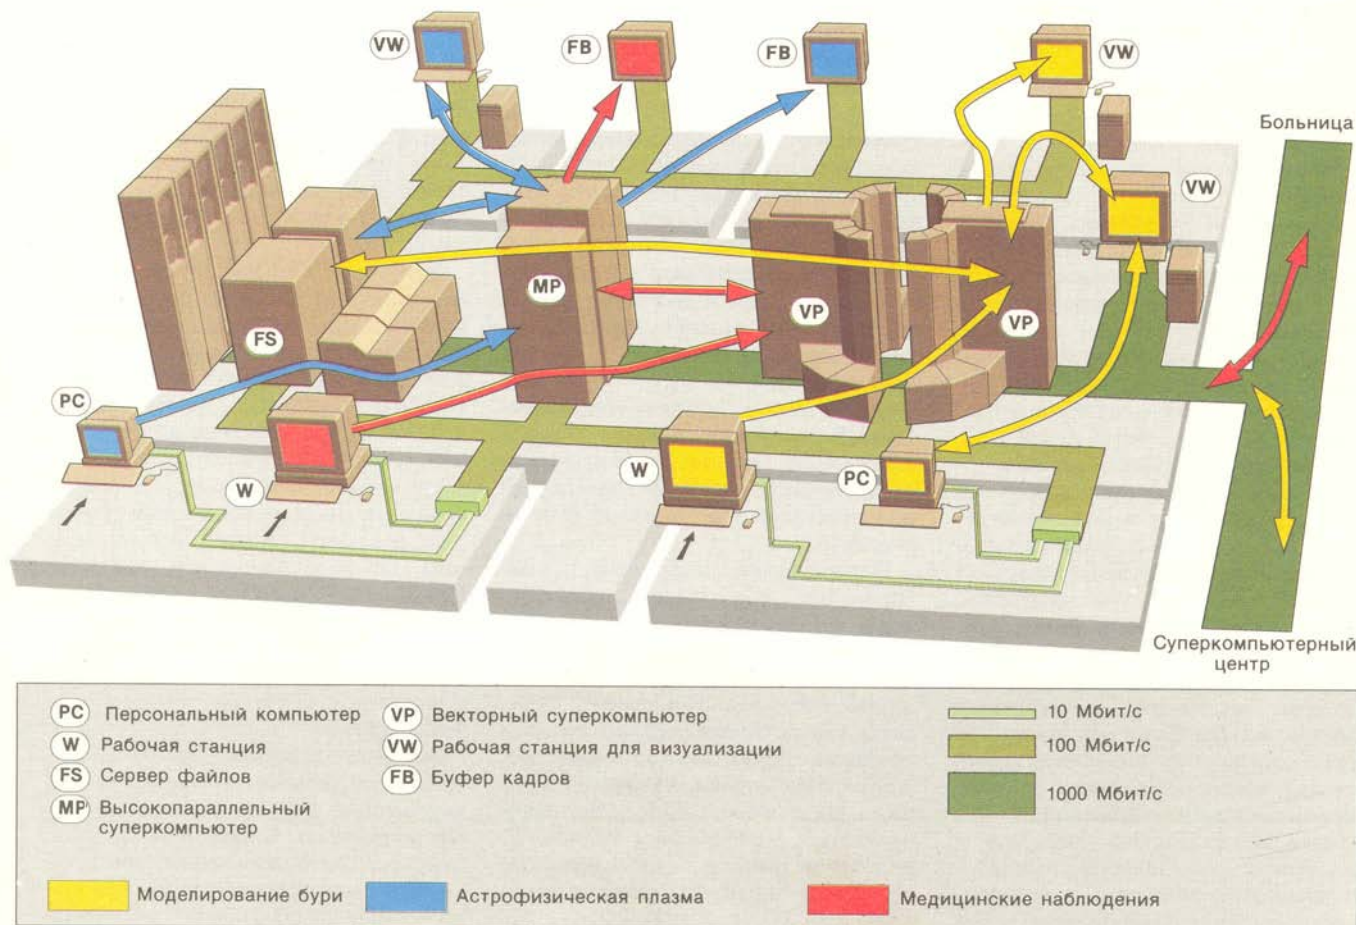 VW
FB
FB
VW
Больница
VW
MP
VP
VP
FS
PC
W
W
PC
Суперкомпьютерный
центр
PC Персональный компьютер
W Рабочая станция
FS Сервер файлов
MP Высокопараллельный
суперкомпьютер
VP Векторный суперкомпьютер
VW Рабочая станция для визуализации
FB Буфер кадров
10 Мбит/с
100 Мбит/с
1000 Мбит/с
Моделирование бури
Астрофизическая плазма
Медицинские наблюдения